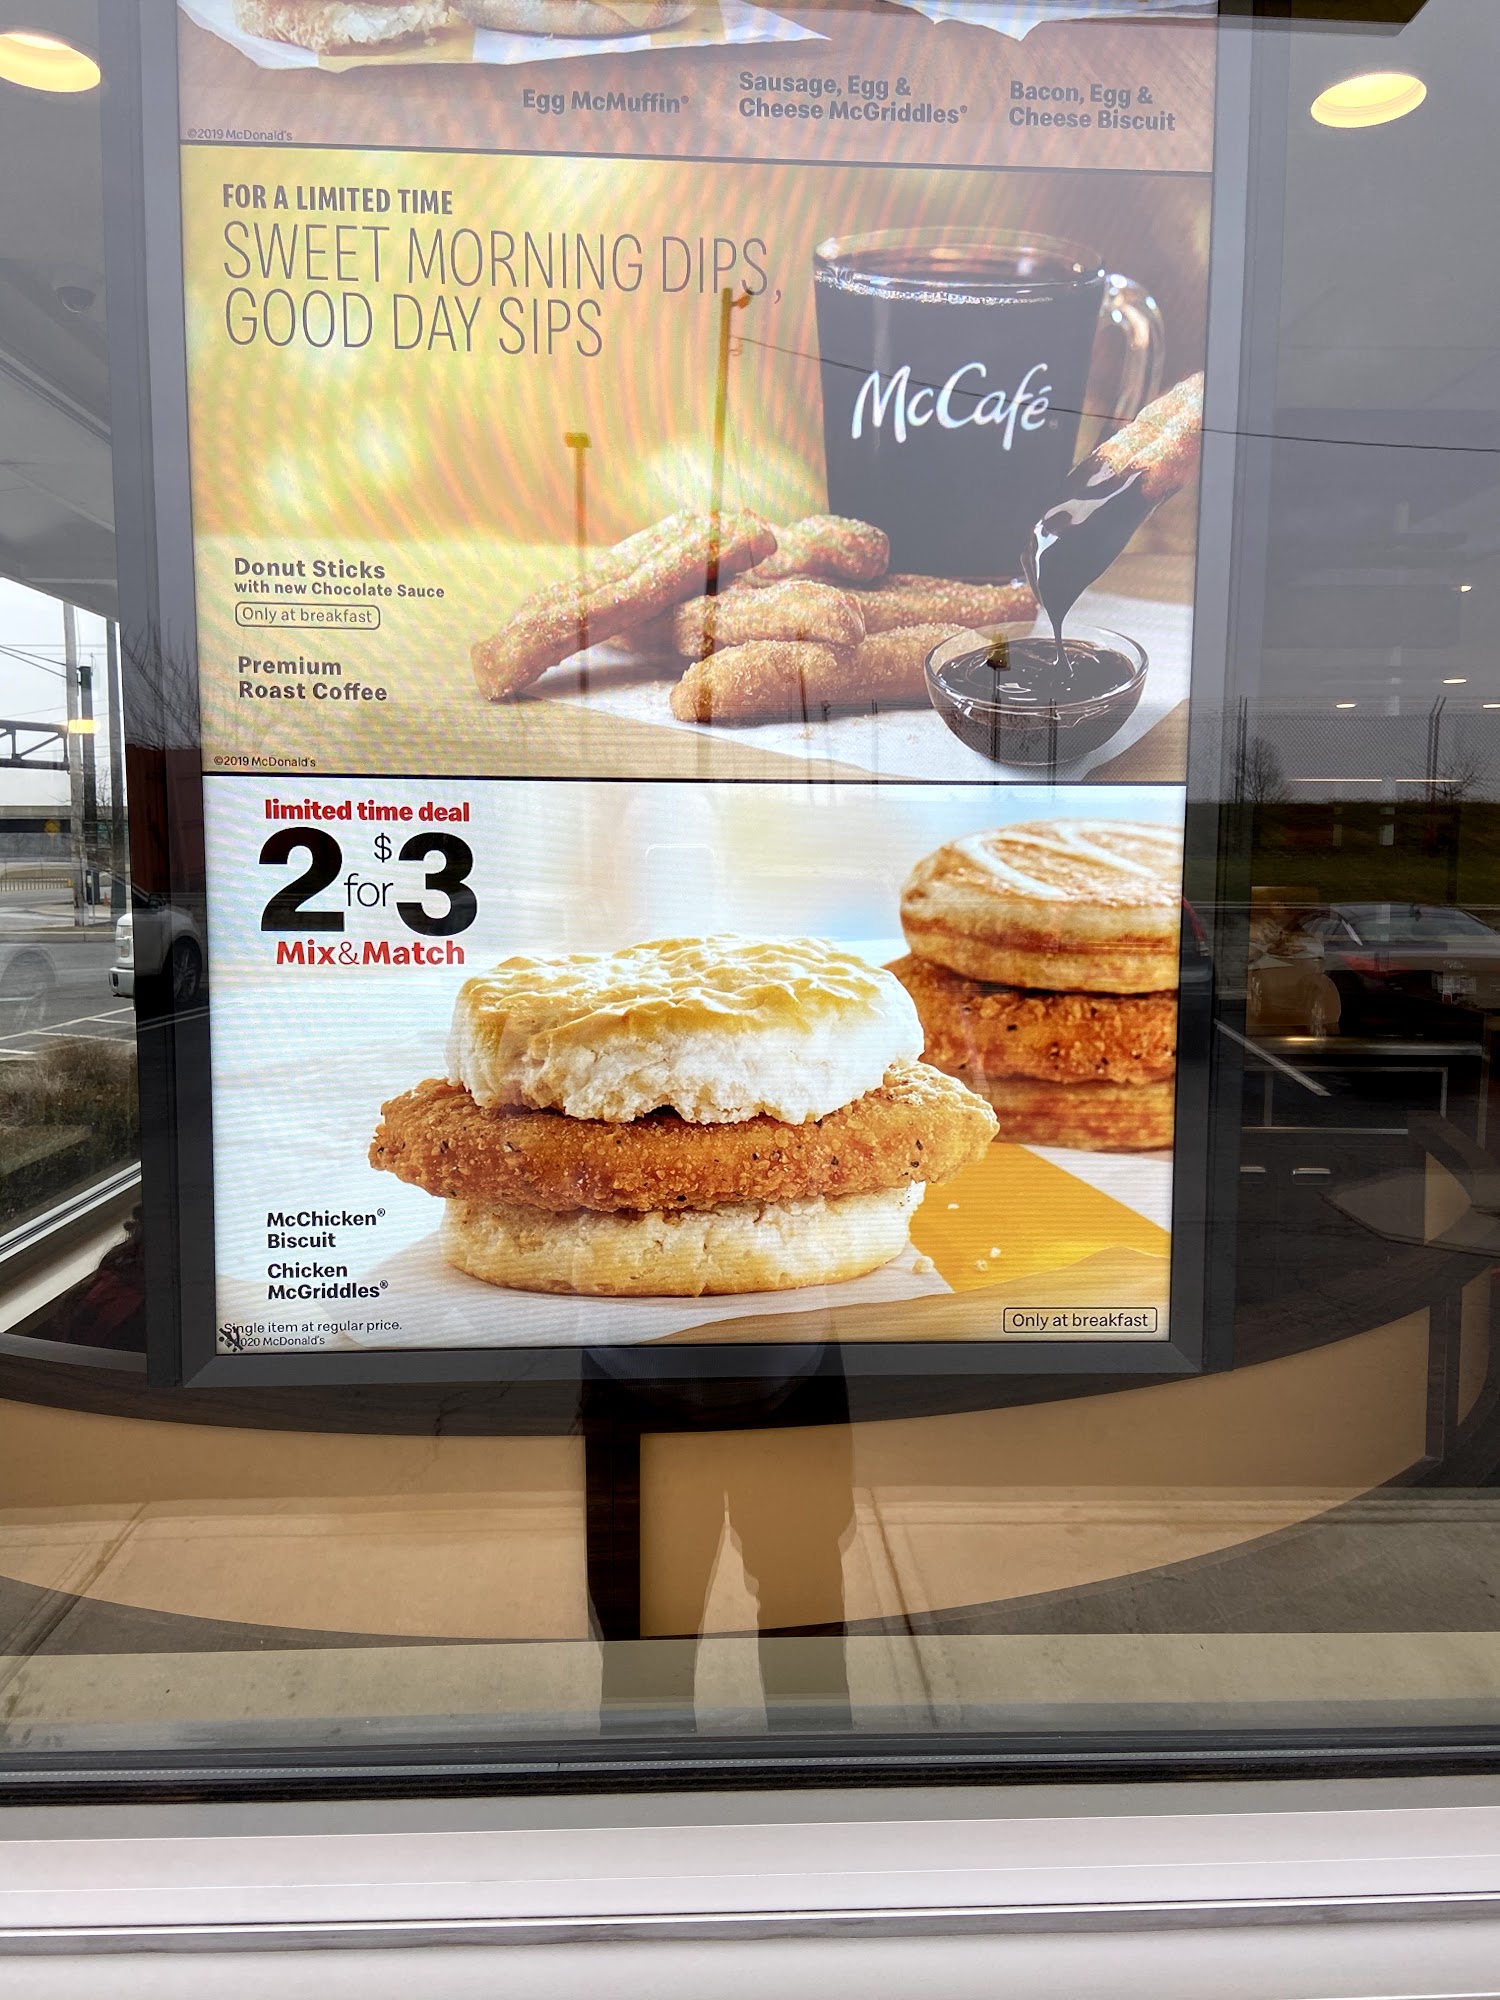 Egg McMuffin®
Sausage, Egg &
Cheese McGriddles®
Bacon, Egg &
Cheese Biscuit
©2019 McDonald's
FOR A LIMITED TIME
SWEET MORNING DIPS,
GOOD DAY SIPS
McCafé
Donut Sticks
with new Chocolate Sauce
Only at breakfast
Premium
Roast Coffee
©2019 McDonald's
limited time deal
2 for $3
Mix&Match
McChicken®
Biscuit
Chicken
McGriddles®
Single item at regular price.
©2020 McDonald's
Only at breakfast